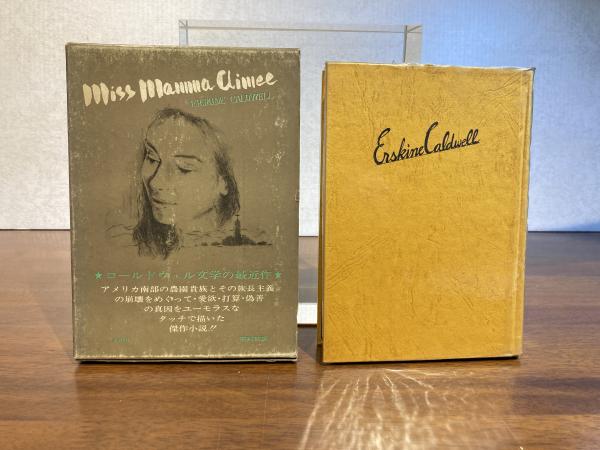 Miss Mamma Aimee
ERSKINE CALDWELL
★コールドウェル文学の最近作★
アメリカ南部の農園貴族とその族長主義
の崩壊をめぐって・愛欲・打算・偽善
の真因をユーモラスな
タッチで描いた
傑作小説!!
Erskine Caldwell